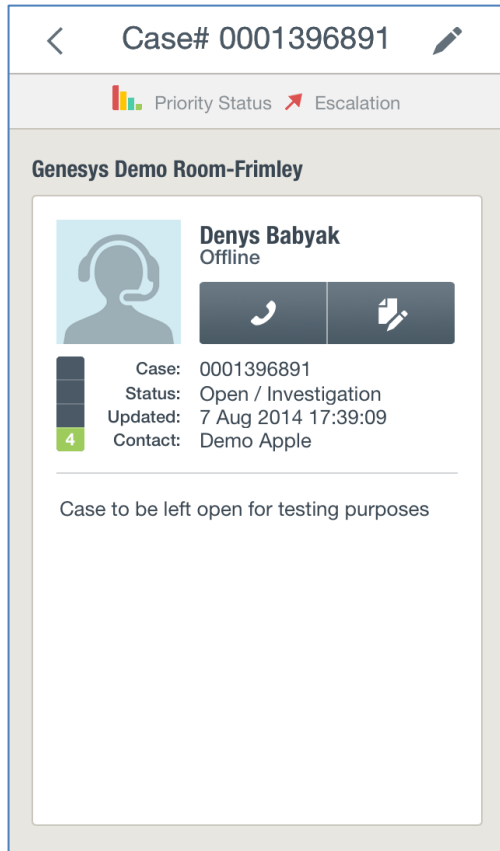 Case# 0001396891
Priority Status Escalation
Genesys Demo Room-Frimley
Denys Babyak
Offline
Case: 0001396891
Status: Open / Investigation
Updated: 7 Aug 2014 17:39:09
4 Contact: Demo Apple
Case to be left open for testing purposes